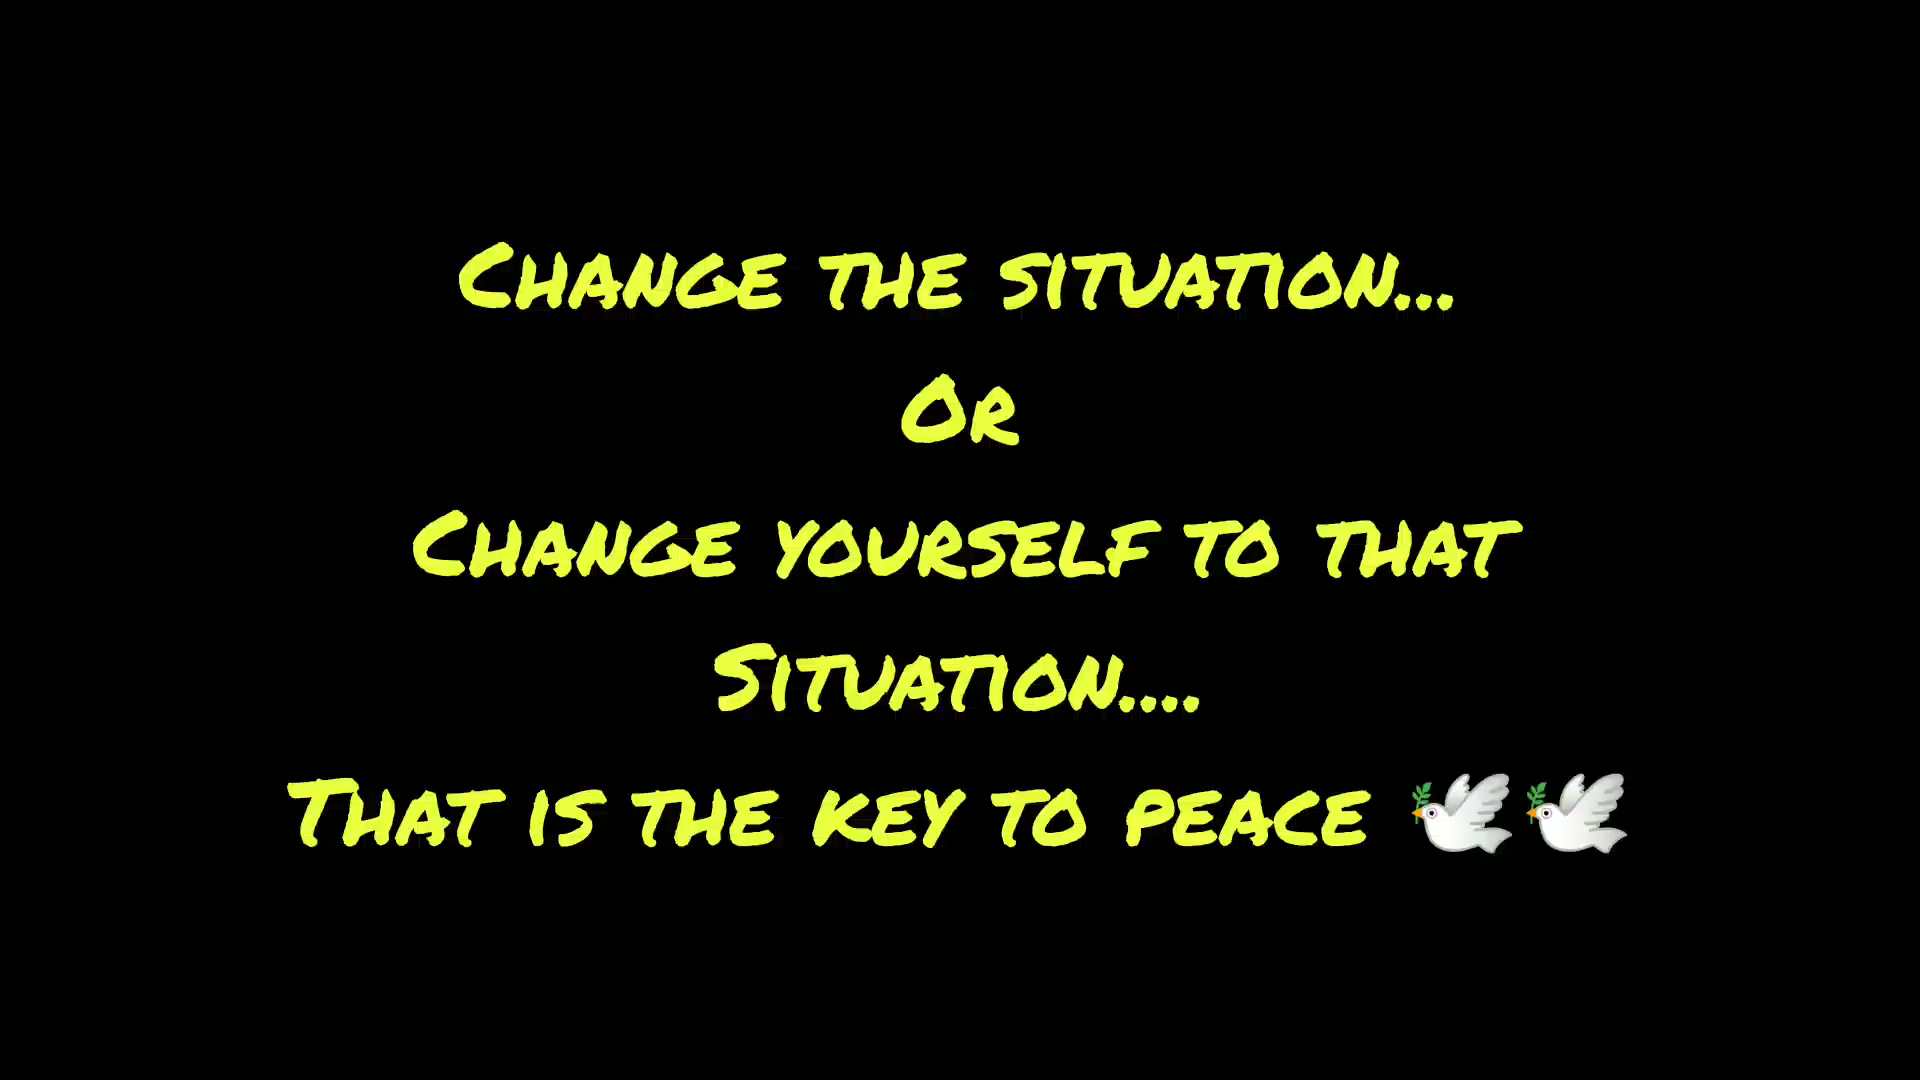 Change the situation...
Or
Change yourself to that
Situation....
That is the key to peace 🕊️🕊️